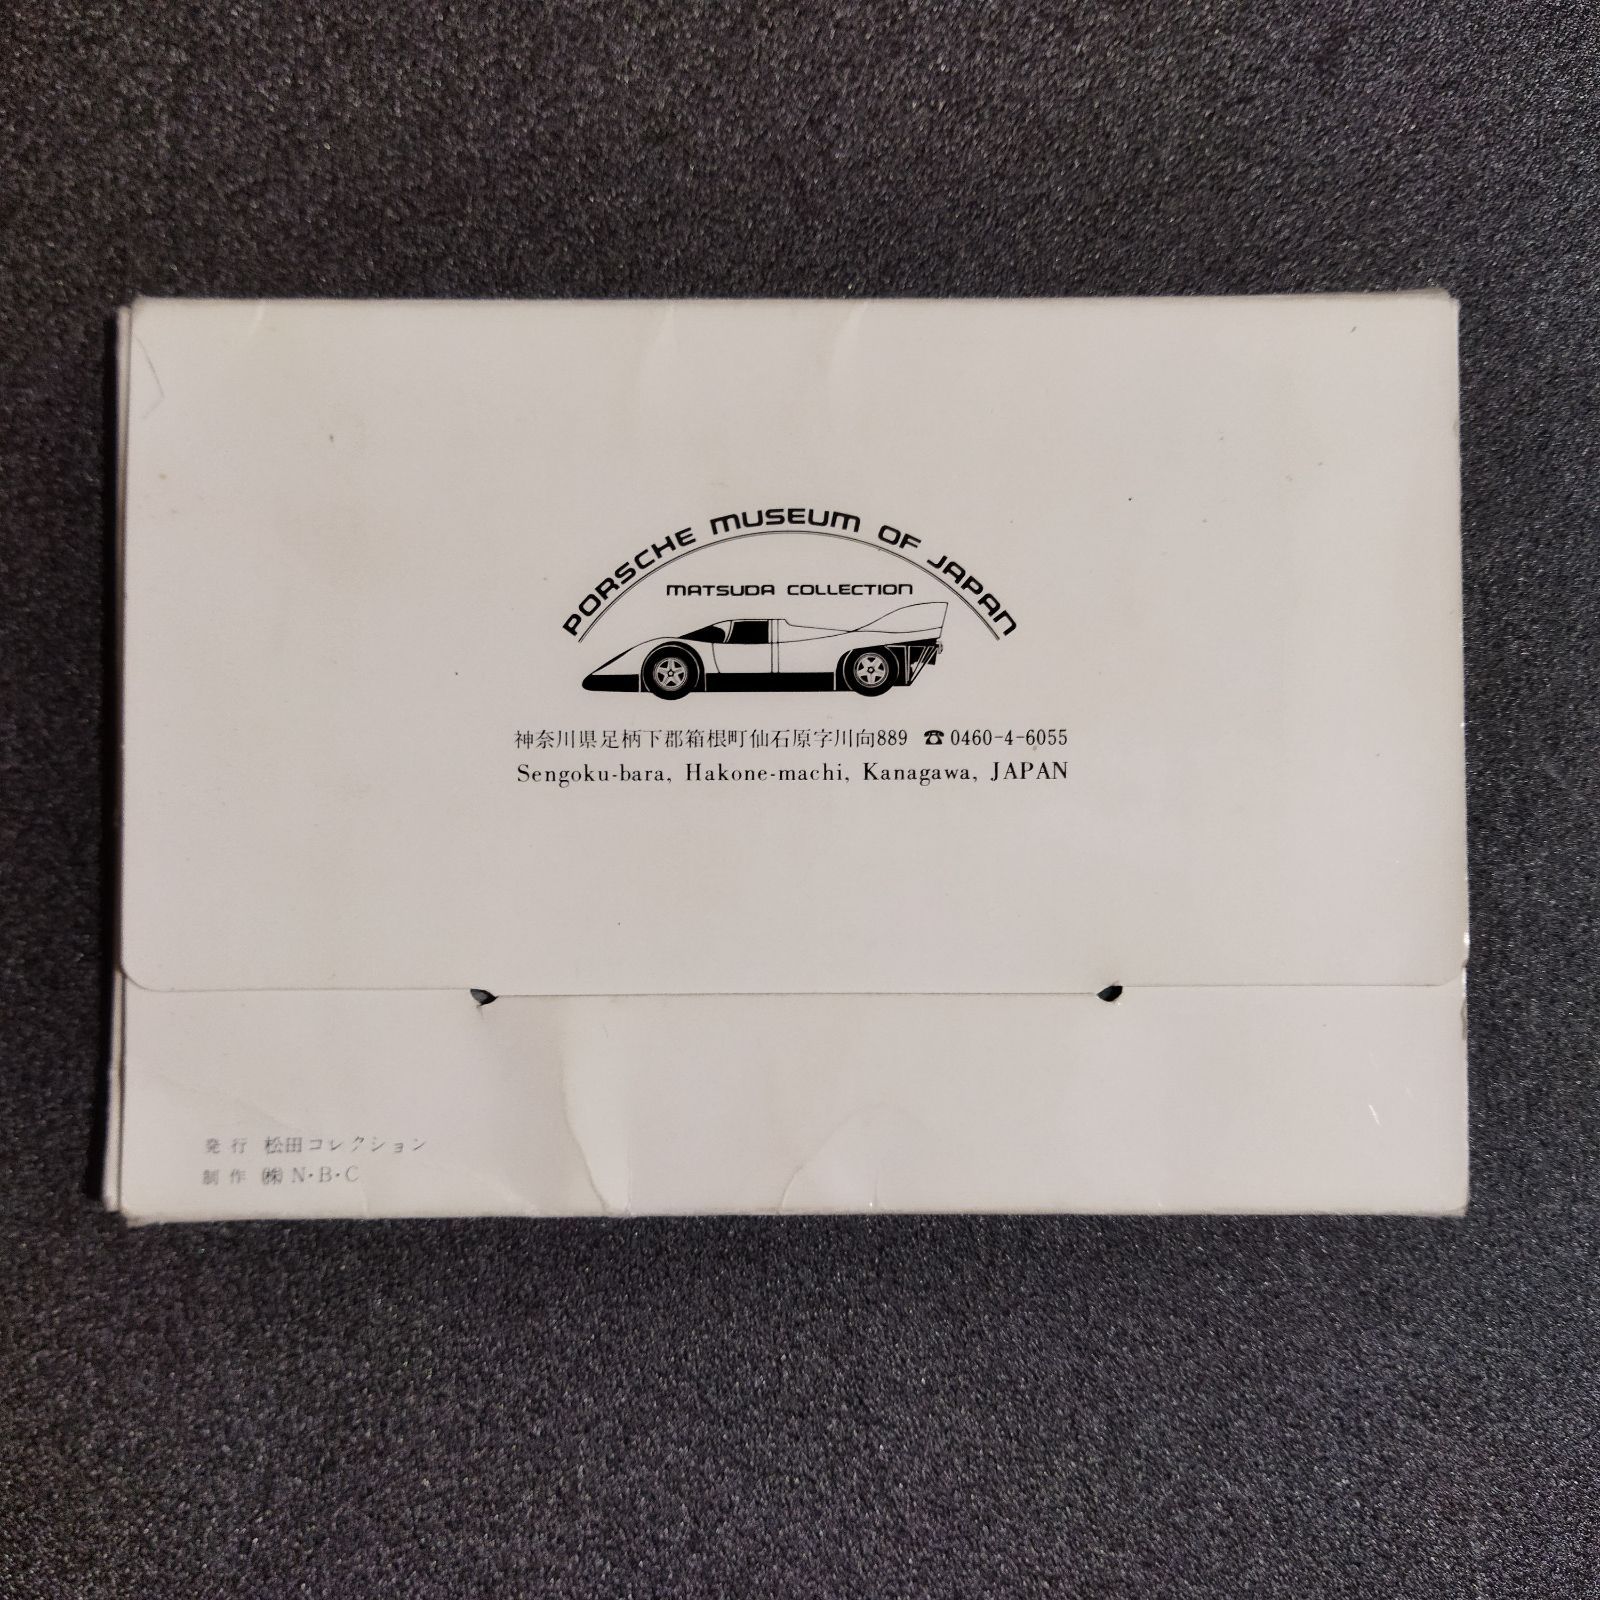 PORSCHE MUSEUM OF JAPAN
MATSUDA COLLECTION
神奈川県足柄下郡箱根町仙石原字川向889 ☎0460-4-6055
Sengoku-bara, Hakone-machi, Kanagawa, JAPAN
発行 松田コレクション
制作 ㈱N·B·C